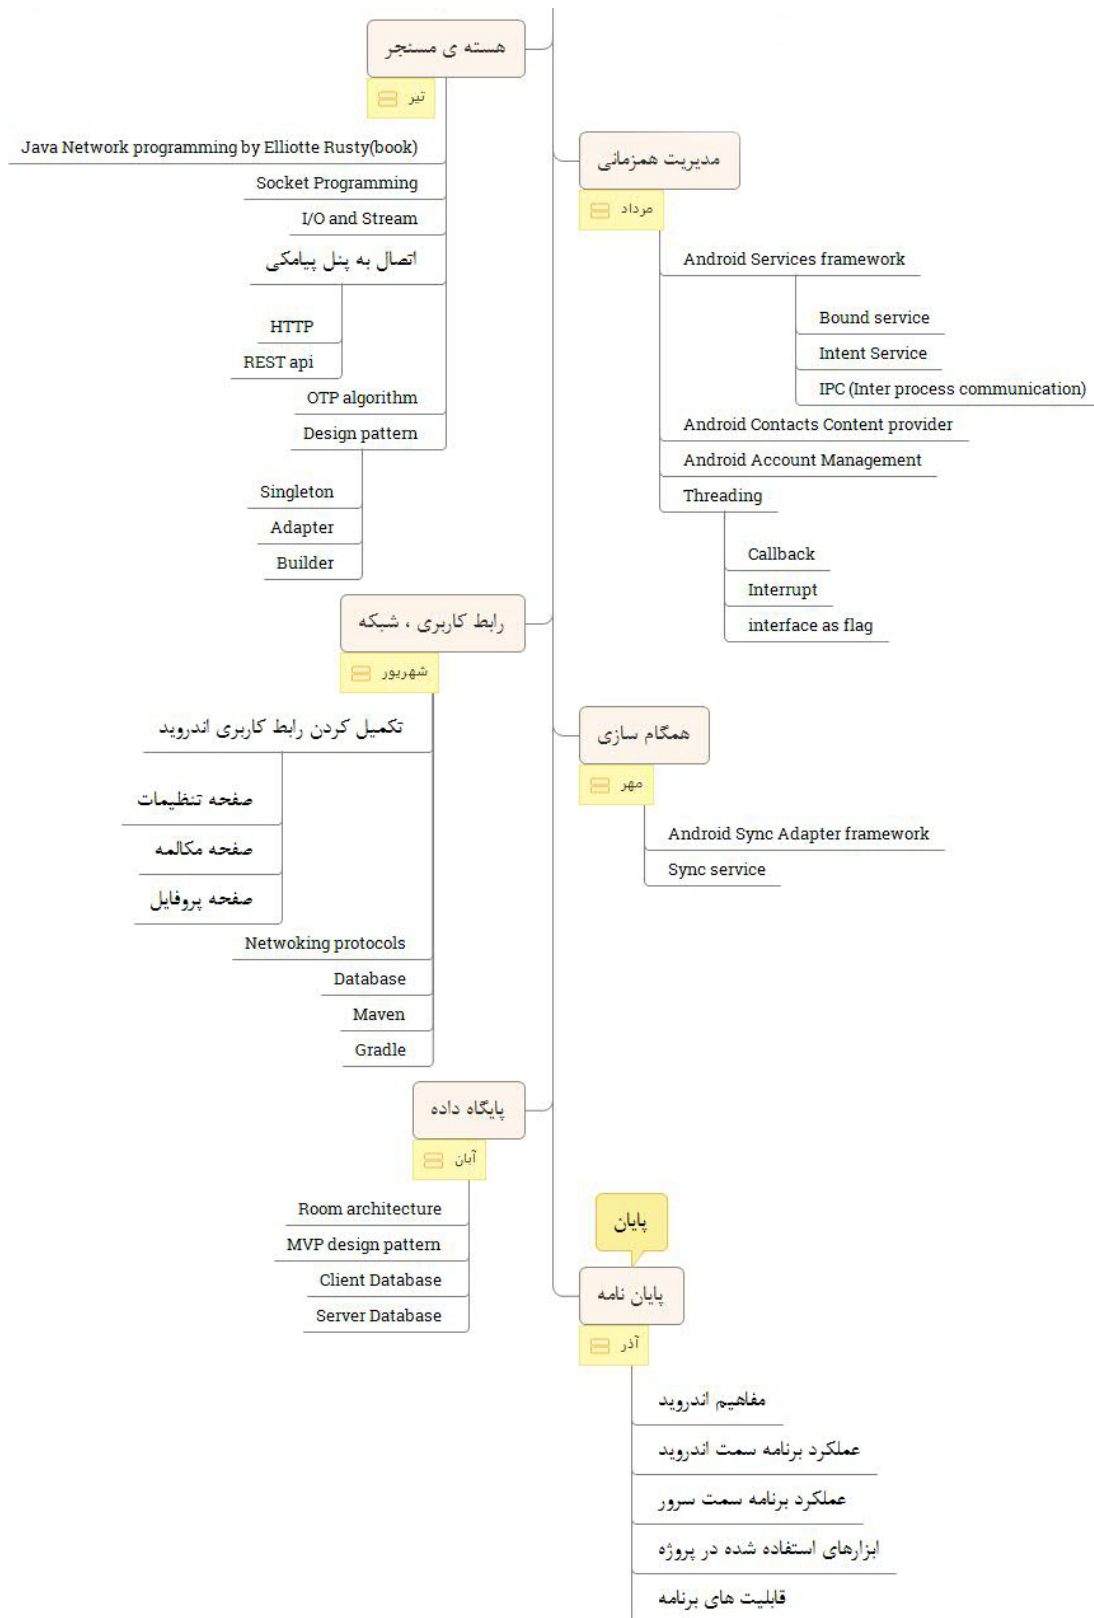 هسته ی مسنجر
تیر
Java Network programming by Elliotte Rusty(book)
Socket Programming
I/O and Stream
اتصال به پنل پیامکی
HTTP
REST api
OTP algorithm
Design pattern
Singleton
Adapter
Builder
مدیریت همزمانی
مرداد
Android Services framework
Bound service
Intent Service
IPC (Inter process communication)
Android Contacts Content provider
Android Account Management
Threading
Callback
Interrupt
interface as flag
رابط کاربری ، شبکه
شهریور
تکمیل کردن رابط کاربری اندروید
صفحه تنظیمات
صفحه مکالمه
صفحه پروفایل
Netwoking protocols
Database
Maven
Gradle
همگام سازی
مهر
Android Sync Adapter framework
Sync service
پایگاه داده
آبان
Room architecture
MVP design pattern
Client Database
Server Database
پایان
پایان نامه
آذر
مفاهیم اندروید
عملکرد برنامه سمت اندروید
عملکرد برنامه سمت سرور
ابزارهای استفاده شده در پروژه
قابلیت های برنامه